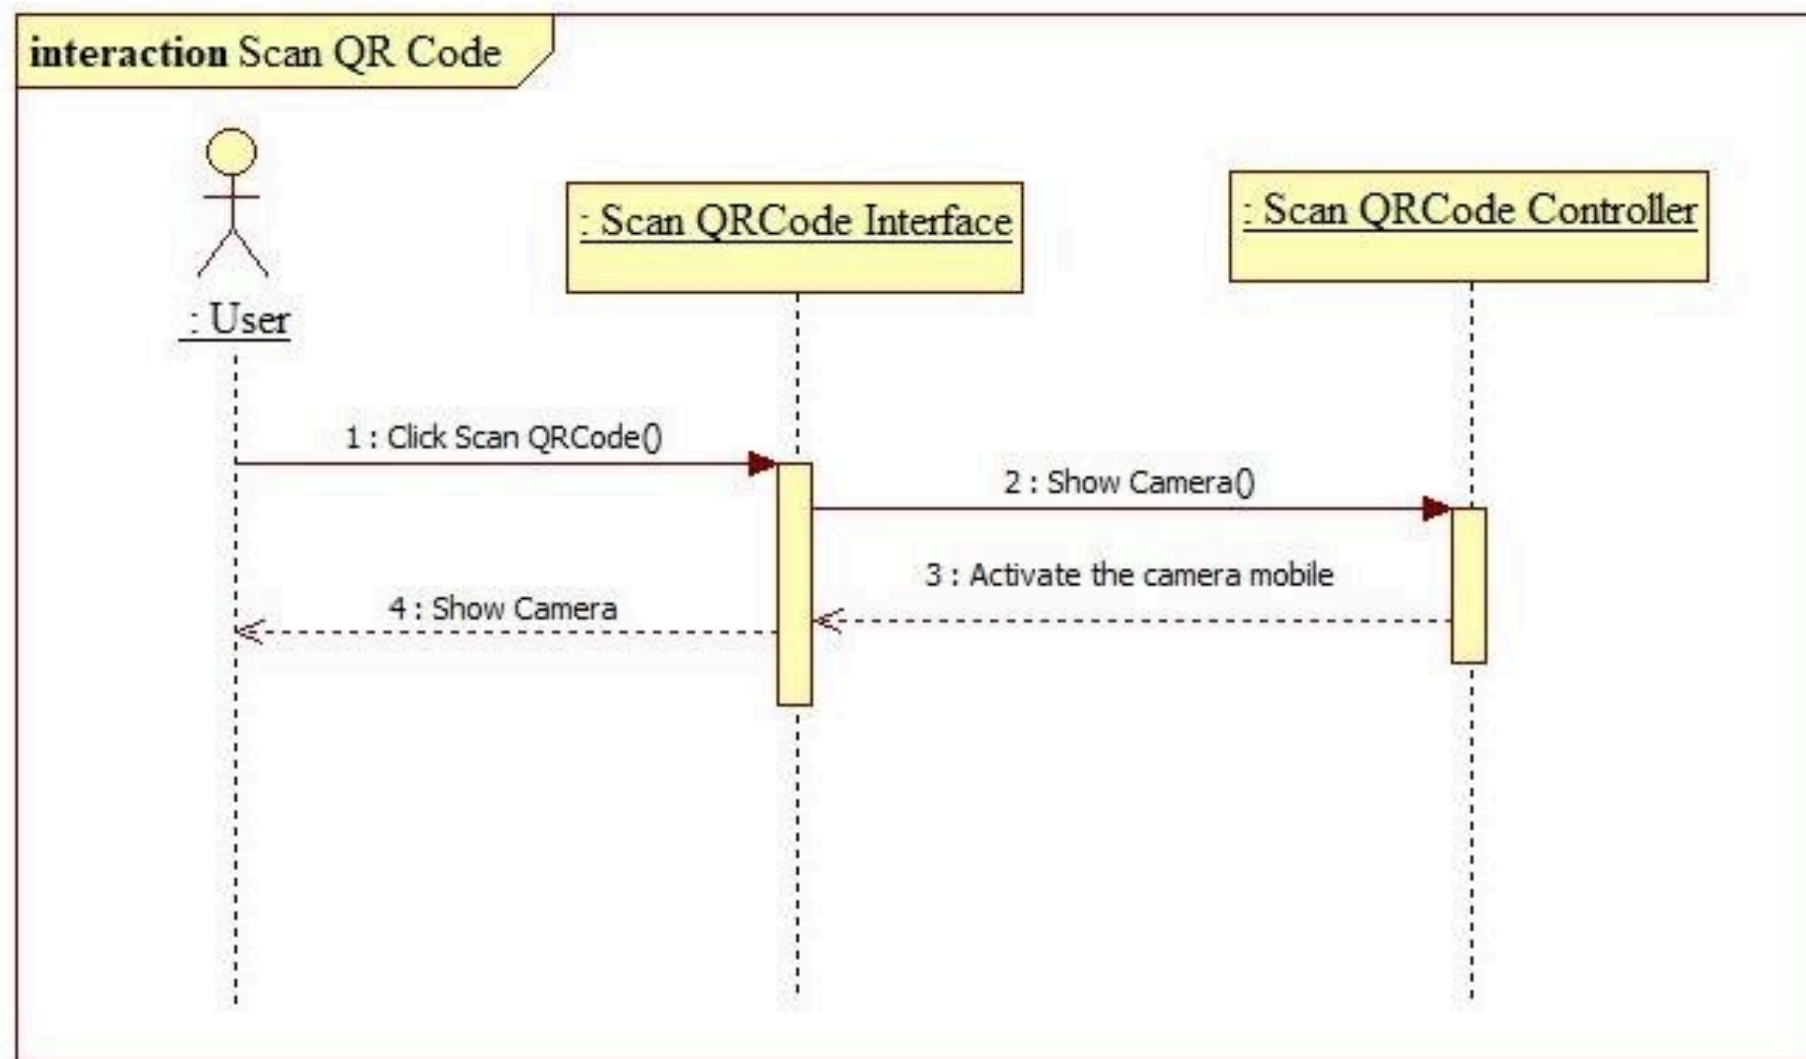 interaction Scan QR Code
: User
: Scan QRCode Interface
: Scan QRCode Controller
1 : Click Scan QRCode()
2 : Show Camera()
3 : Activate the camera mobile
4 : Show Camera